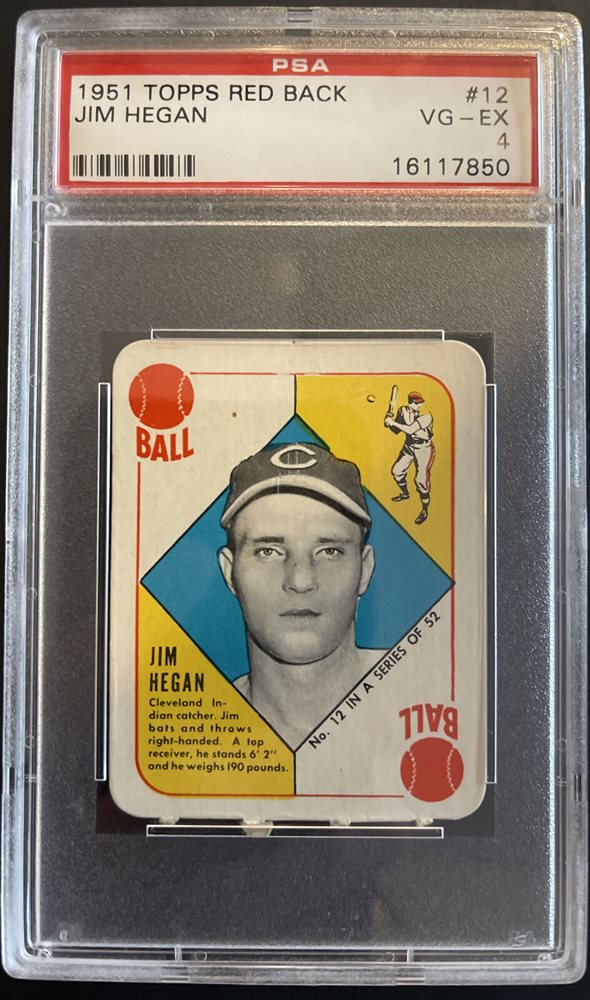 PSA
1951 TOPPS RED BACK #12
JIM HEGAN VG-EX
4
16117850
BALL
C
JIM
HEGAN
Cleveland In-
dian catcher. Jim
bats and throws
right-handed. A top
receiver, he stands 6' 2"
and he weighs 190 pounds.
No. 12 IN A SERIES OF 52
BALL